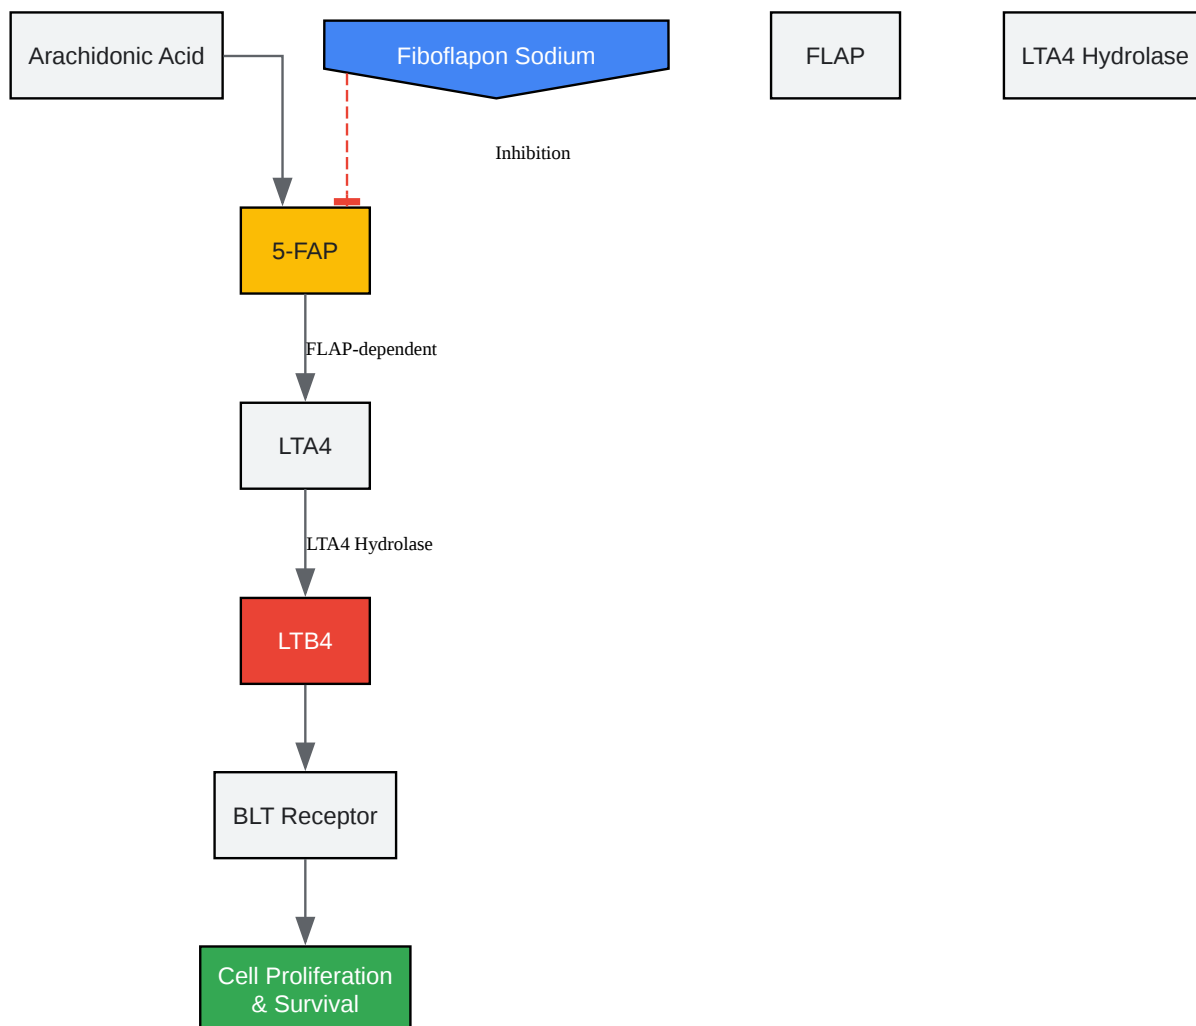 Arachidonic Acid
Fiboflapon Sodium
FLAP
LTA4 Hydrolase
Inhibition
5-FAP
FLAP-dependent
LTA4
LTA4 Hydrolase
LTB4
BLT Receptor
Cell Proliferation
& Survival